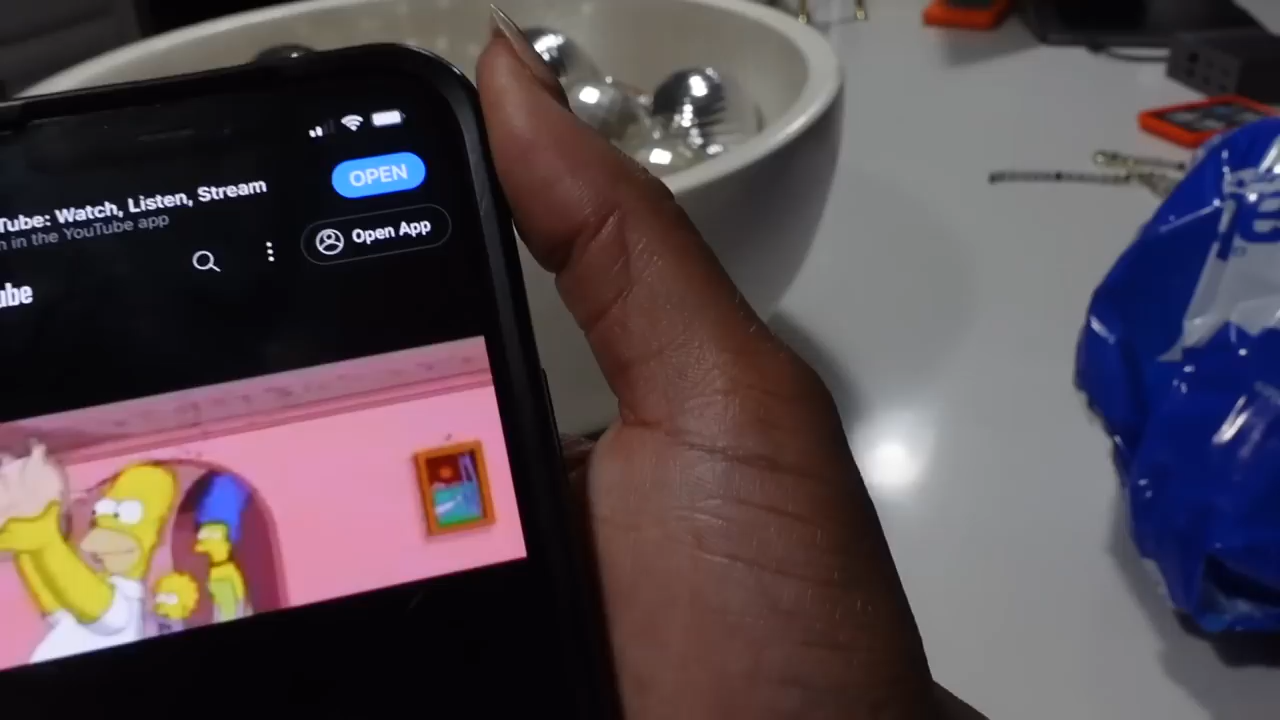 Tube: Watch, Listen, Stream
OPEN
n in the YouTube app
Open App
ube